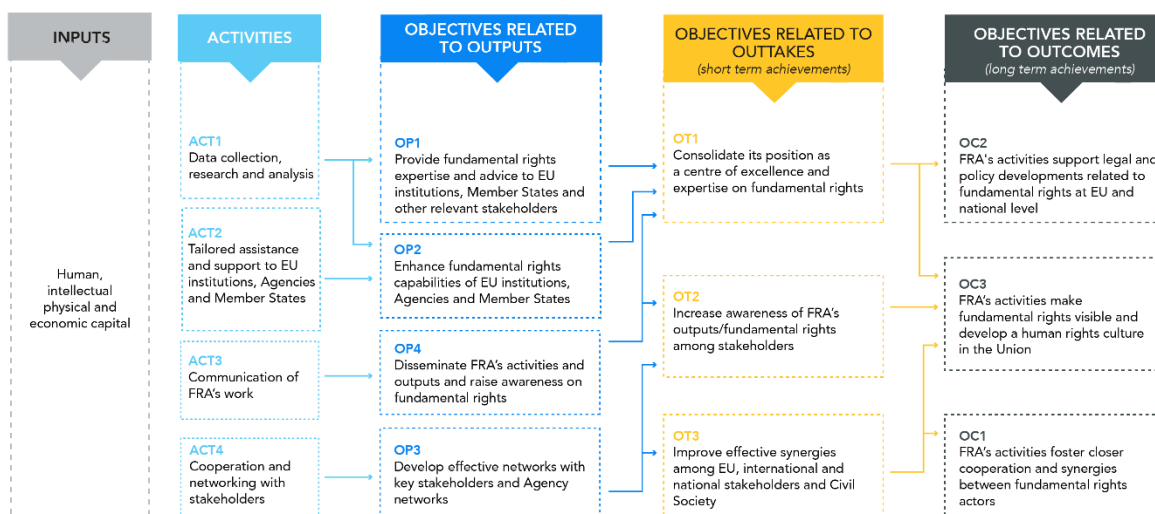 INPUTS
Human,
intellectual
physical and
economic capital
ACTIVITIES
ACT1
Data collection,
research and analysis
ACT2
Tailored assistance
and support to EU
institutions, Agencies
and Member States
ACT3
Communication of
FRA's work
ACT4
Cooperation and
networking with
stakeholders
OBJECTIVES RELATED
TO OUTPUTS
OP1
Provide fundamental rights
expertise and advice to EU
institutions, Member States and
other relevant stakeholders
OP2
Enhance fundamental rights
capabilities of EU institutions,
Agencies and Member States
OP4
Disseminate FRA's activities and
outputs and raise awareness on
fundamental rights
OP3
Develop effective networks with
key stakeholders and Agency
networks
OBJECTIVES RELATED TO
OUTTAKES
(short term achievements)
OT1
Consolidate its position as
a centre of excellence and
expertise on fundamental rights
OT2
Increase awareness of FRA's
outputs/fundamental rights
among stakeholders
OT3
Improve effective synergies
among EU, international and
national stakeholders and Civil
Society
OBJECTIVES RELATED
TO OUTCOMES
(long term achievements)
OC2
FRA's activities support legal and
policy developments related to
fundamental rights at EU and
national level
OC3
FRA's activities make
fundamental rights visible and
develop a human rights culture
in the Union
OC1
FRA's activities foster closer
cooperation and synergies
between fundamental rights
actors